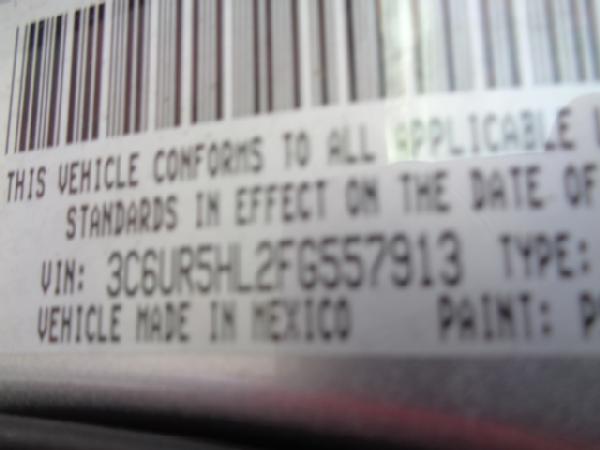 THIS VEHICLE CONFORMS TO ALL APPLICABLE
STANDARDS IN EFFECT ON THE DATE OF
VIN: 3C6UR5HL2FG557913 TYPE:
VEHICLE MADE IN MEXICO PAINT: P